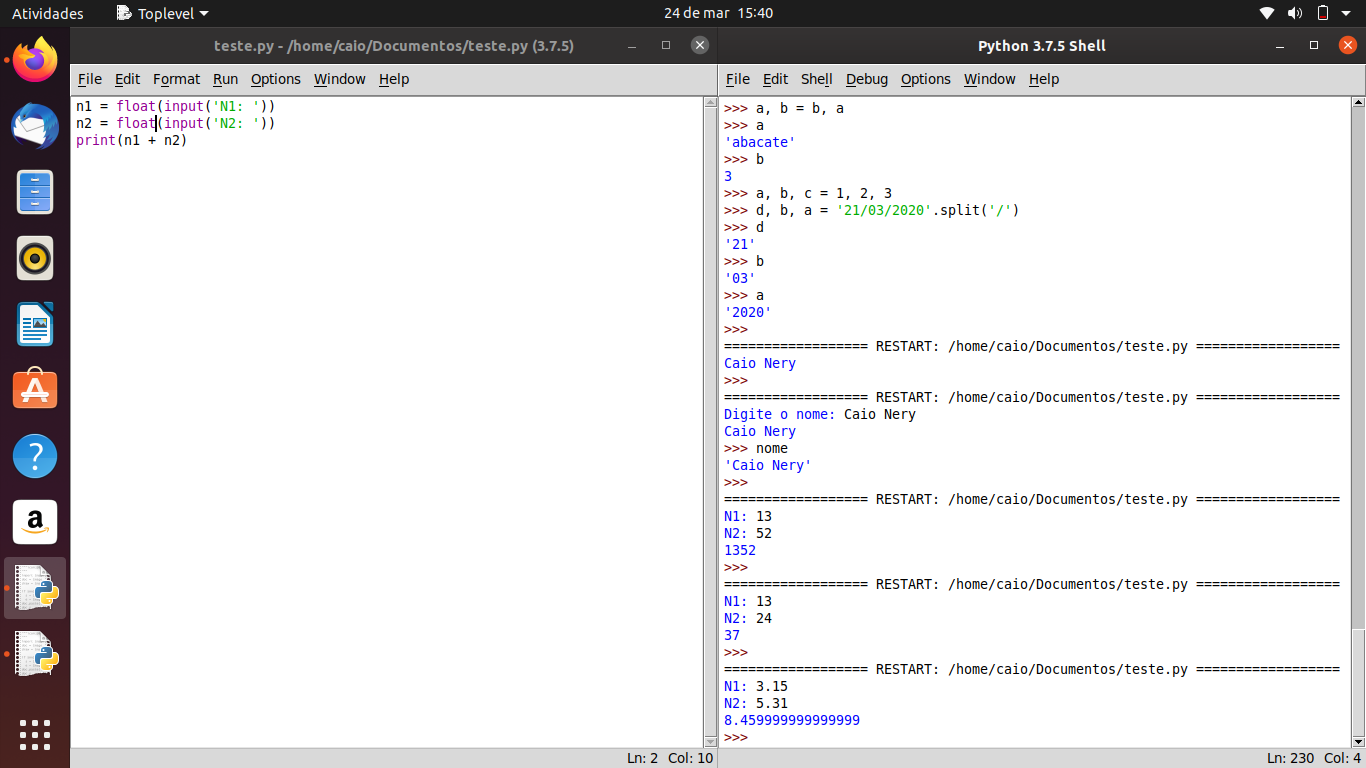 Atividades
Toplevel
24 de mar 15:40
teste.py - /home/caio/Documentos/teste.py (3.7.5)
File Edit Format Run Options Window Help
n1 = float(input('N1: '))
n2 = float(input('N2: '))
print(n1 + n2)
Ln: 2 Col: 10
Python 3.7.5 Shell
File Edit Shell Debug Options Window Help
>>> a, b = b, a
>>> a
'abacate'
>>> b
3
>>> a, b, c = 1, 2, 3
>>> d, b, a = '21/03/2020'.split('/')
>>> d
'21'
>>> b
'03'
>>> a
'2020'
>>>
================== RESTART: /home/caio/Documentos/teste.py ==================
Caio Nery
>>>
================== RESTART: /home/caio/Documentos/teste.py ==================
Digite o nome: Caio Nery
Caio Nery
>>> nome
'Caio Nery'
>>>
================== RESTART: /home/caio/Documentos/teste.py ==================
N1: 13
N2: 52
1352
>>>
================== RESTART: /home/caio/Documentos/teste.py ==================
N1: 13
N2: 24
37
>>>
================== RESTART: /home/caio/Documentos/teste.py ==================
N1: 3.15
N2: 5.31
8.459999999999999
>>>
Ln: 230 Col: 4